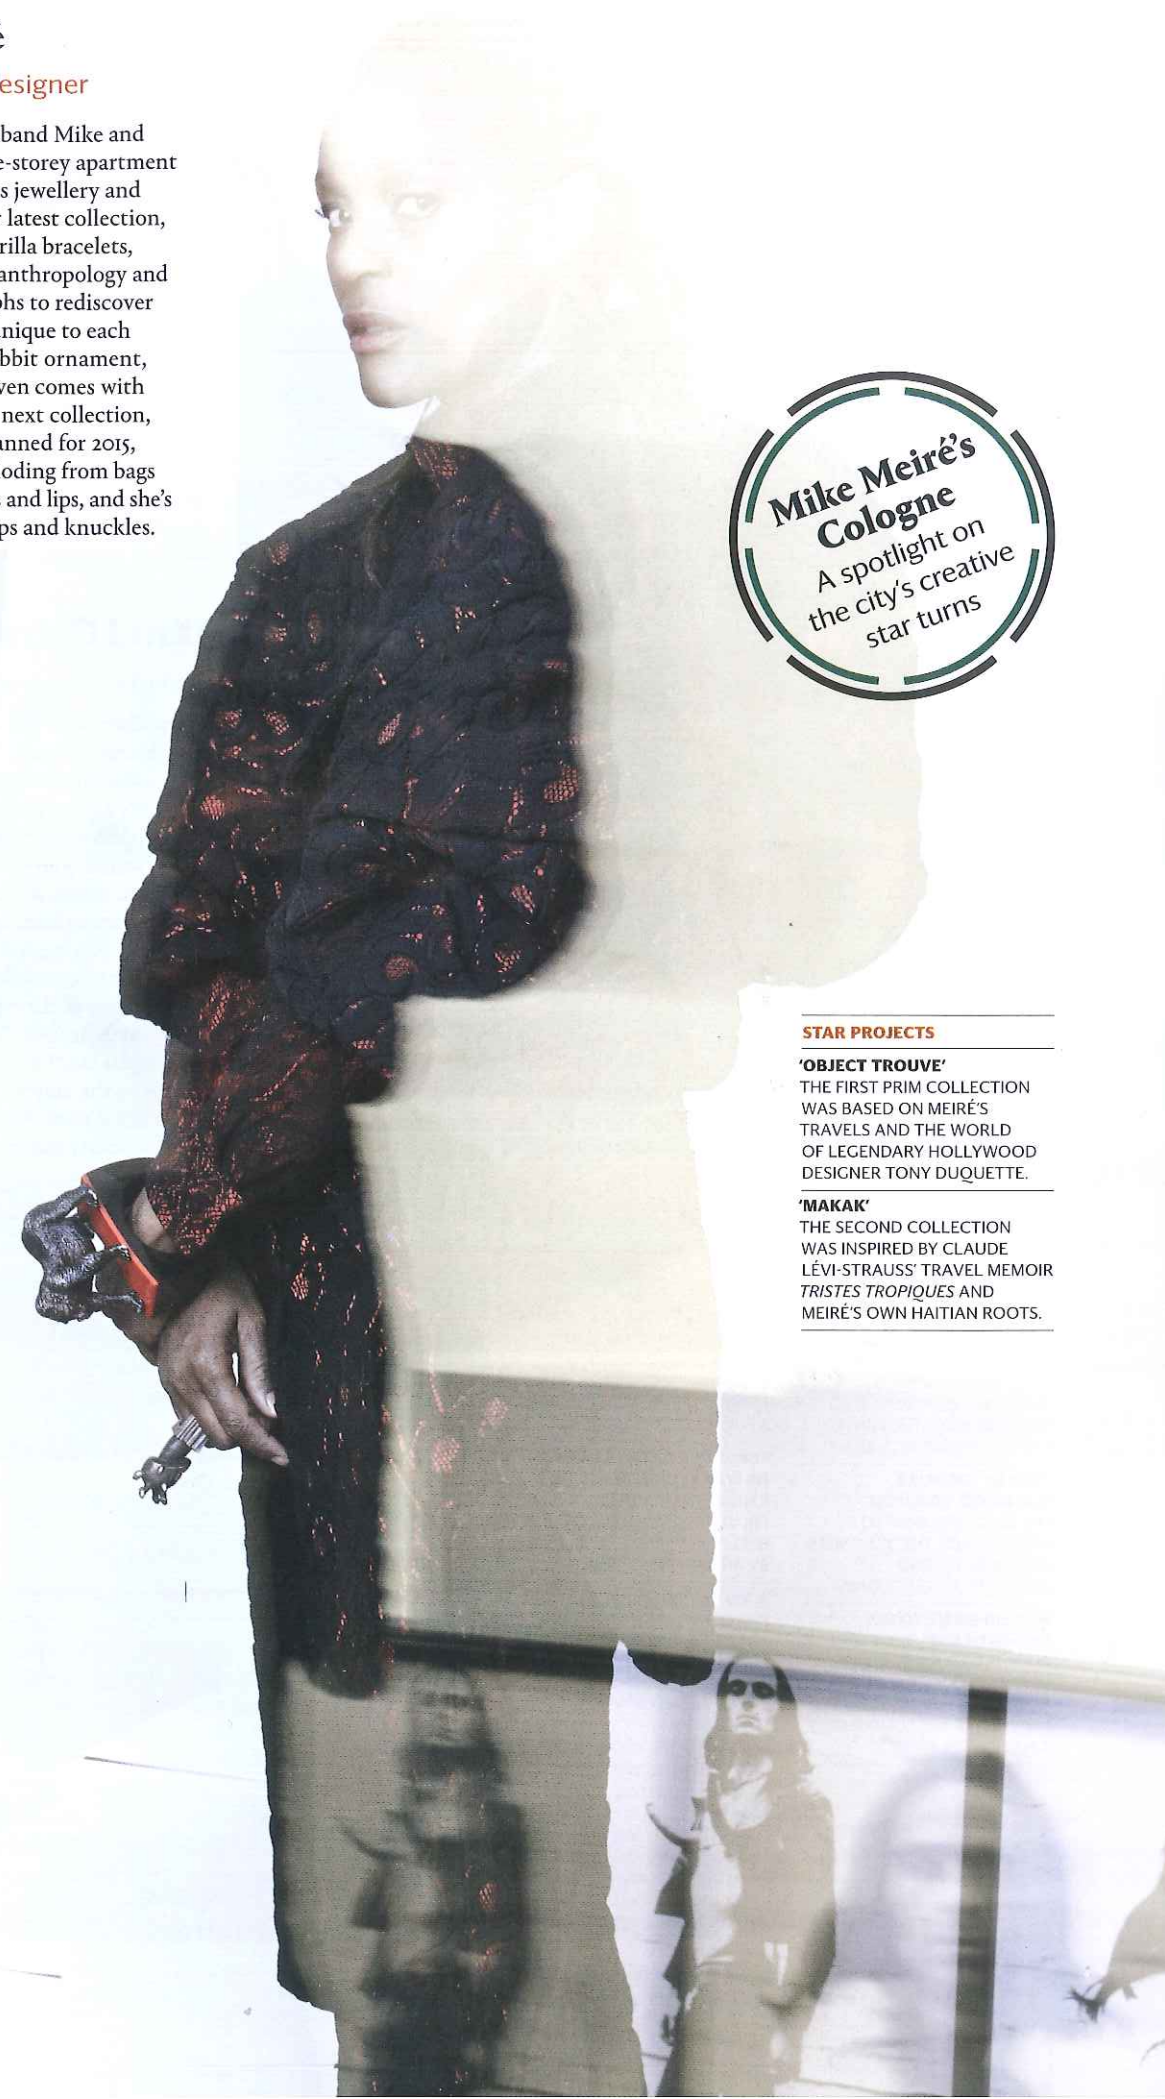 esigner
band Mike and
e-storey apartment
s jewellery and
latest collection,
rilla bracelets,
anthropology and
phs to rediscover
nique to each
bbit ornament,
ven comes with
next collection,
anned for 2015,
oding from bags
and lips, and she's
ps and knuckles.
Mike Meiré's
Cologne
A spotlight on
the city's creative
star turns
STAR PROJECTS
'OBJECT TROUVE'
THE FIRST PRIM COLLECTION
WAS BASED ON MEIRÉ'S
TRAVELS AND THE WORLD
OF LEGENDARY HOLLYWOOD
DESIGNER TONY DUQUETTE.
'MAKAK'
THE SECOND COLLECTION
WAS INSPIRED BY CLAUDE
LÉVI-STRAUSS' TRAVEL MEMOIR
TRISTES TROPIQUES AND
MEIRÉ'S OWN HAITIAN ROOTS.